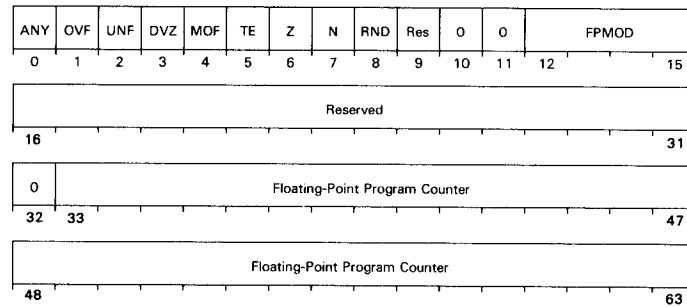 ANY OVF UNF DVZ MOF TE Z N RND Res 0 0 FPMOD
0 1 2 3 4 5 6 7 8 9 10 11 12 15
Reserved
16 31
0 Floating-Point Program Counter
32 33 47
Floating-Point Program Counter
48 63